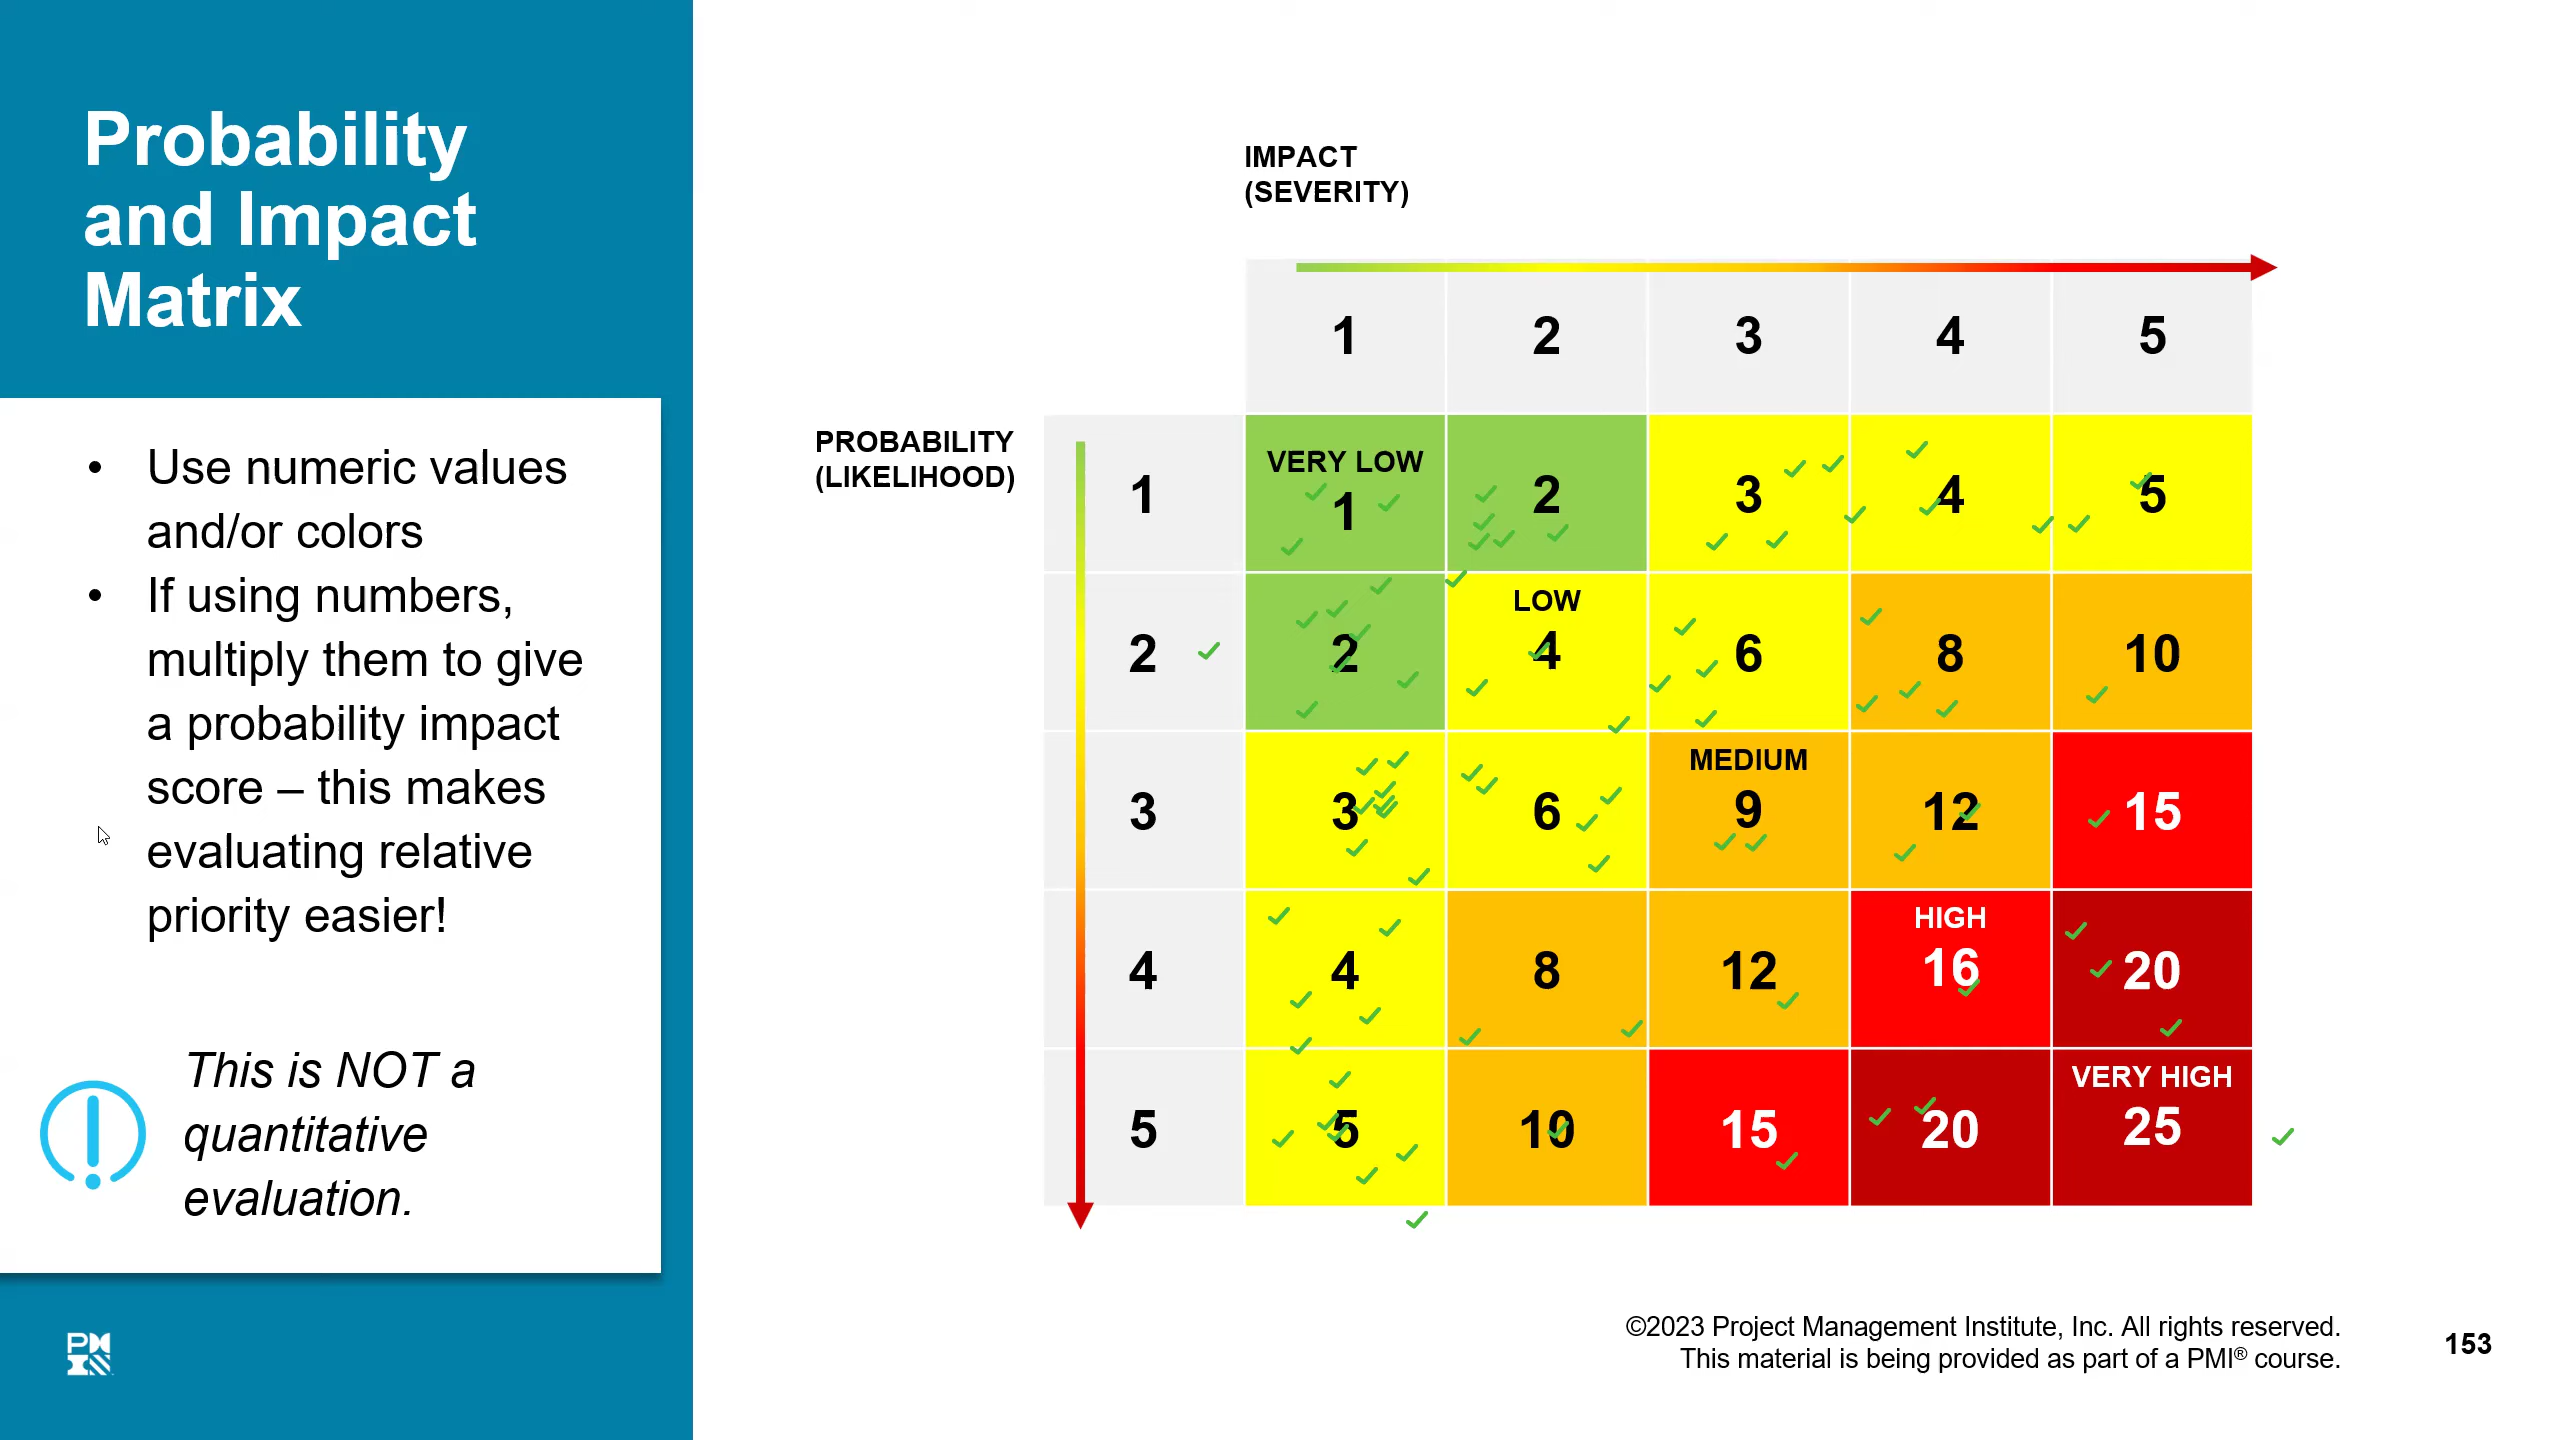 Probability
and Impact
Matrix
• Use numeric values
and/or colors
• If using numbers,
multiply them to give
a probability impact
score – this makes
evaluating relative
priority easier!
This is NOT a
quantitative
evaluation.
IMPACT
(SEVERITY)
1 2 3 4 5
PROBABILITY
(LIKELIHOOD)
VERY LOW
1 1 2 3 4 5
LOW
2 2 4 6 8 10
MEDIUM
3 3 6 9 12 15
HIGH
4 4 8 12 16 20
VERY HIGH
5 5 10 15 20 25
©2023 Project Management Institute, Inc. All rights reserved.
This material is being provided as part of a PMI® course.
153